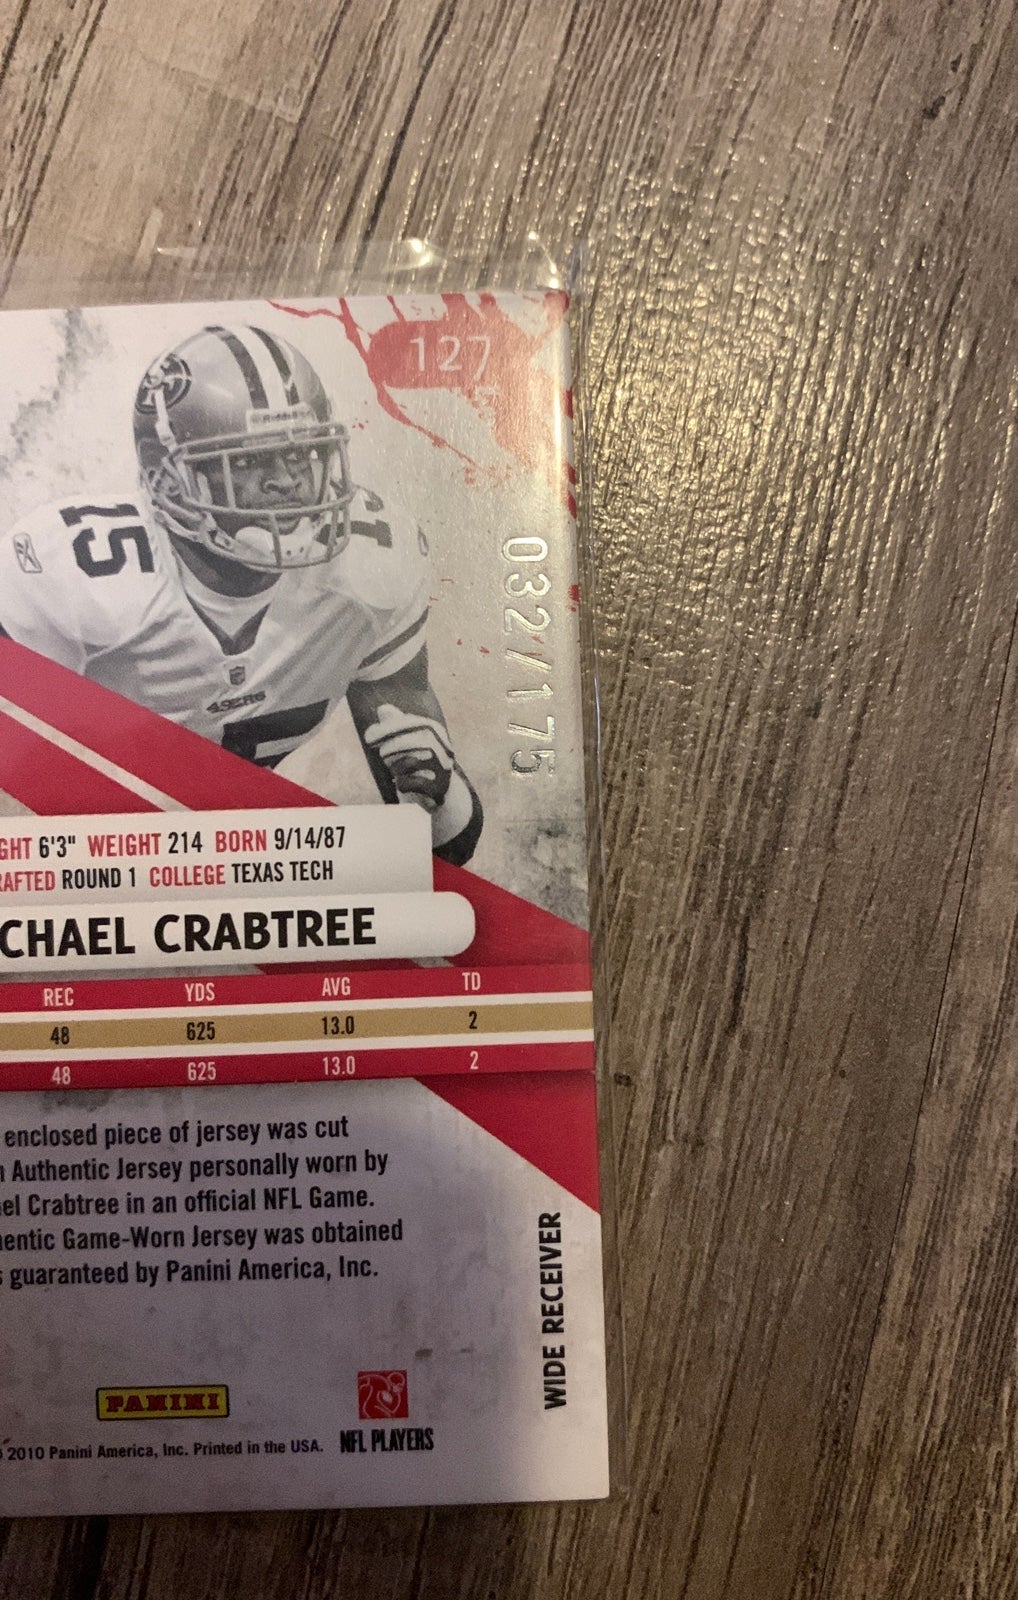 127
Riddell
15
032/175
49ERS
GHT 6'3" WEIGHT 214 BORN 9/14/87
RAFTED ROUND 1 COLLEGE TEXAS TECH
CHAEL CRABTREE
REC YDS AVG TD
48 625 13.0 2
48 625 13.0 2
enclosed piece of jersey was cut
Authentic Jersey personally worn by
el Crabtree in an official NFL Game.
entic Game-Worn Jersey was obtained
s guaranteed by Panini America, Inc.
WIDE RECEIVER
PANINI
NFL PLAYERS
2010 Panini America, Inc. Printed in the USA.